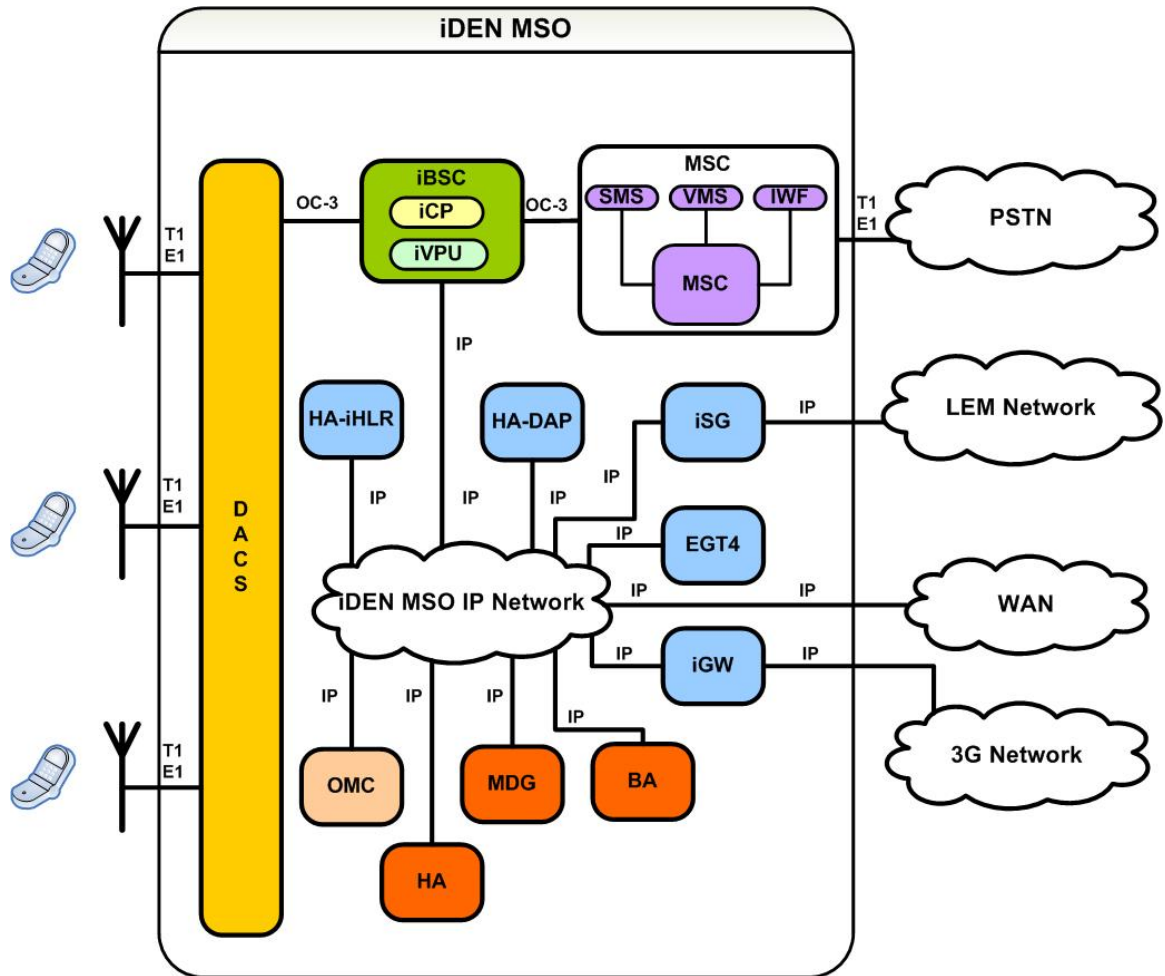 iDEN MSO
MSC
iBSC
OC-3
iCP
OC-3
SMS
VMS
IWF
T1
E1
PSTN
T1
E1
iVPU
MSC
IP
HA-iHLR
HA-DAP
iSG
IP
LEM Network
IP
IP
IP
IP
T1
E1
D
A
C
S
IP
EGT4
iDEN MSO IP Network
IP
IP
WAN
IP
iGW
IP
IP
IP
IP
IP
T1
E1
OMC
MDG
BA
3G Network
HA